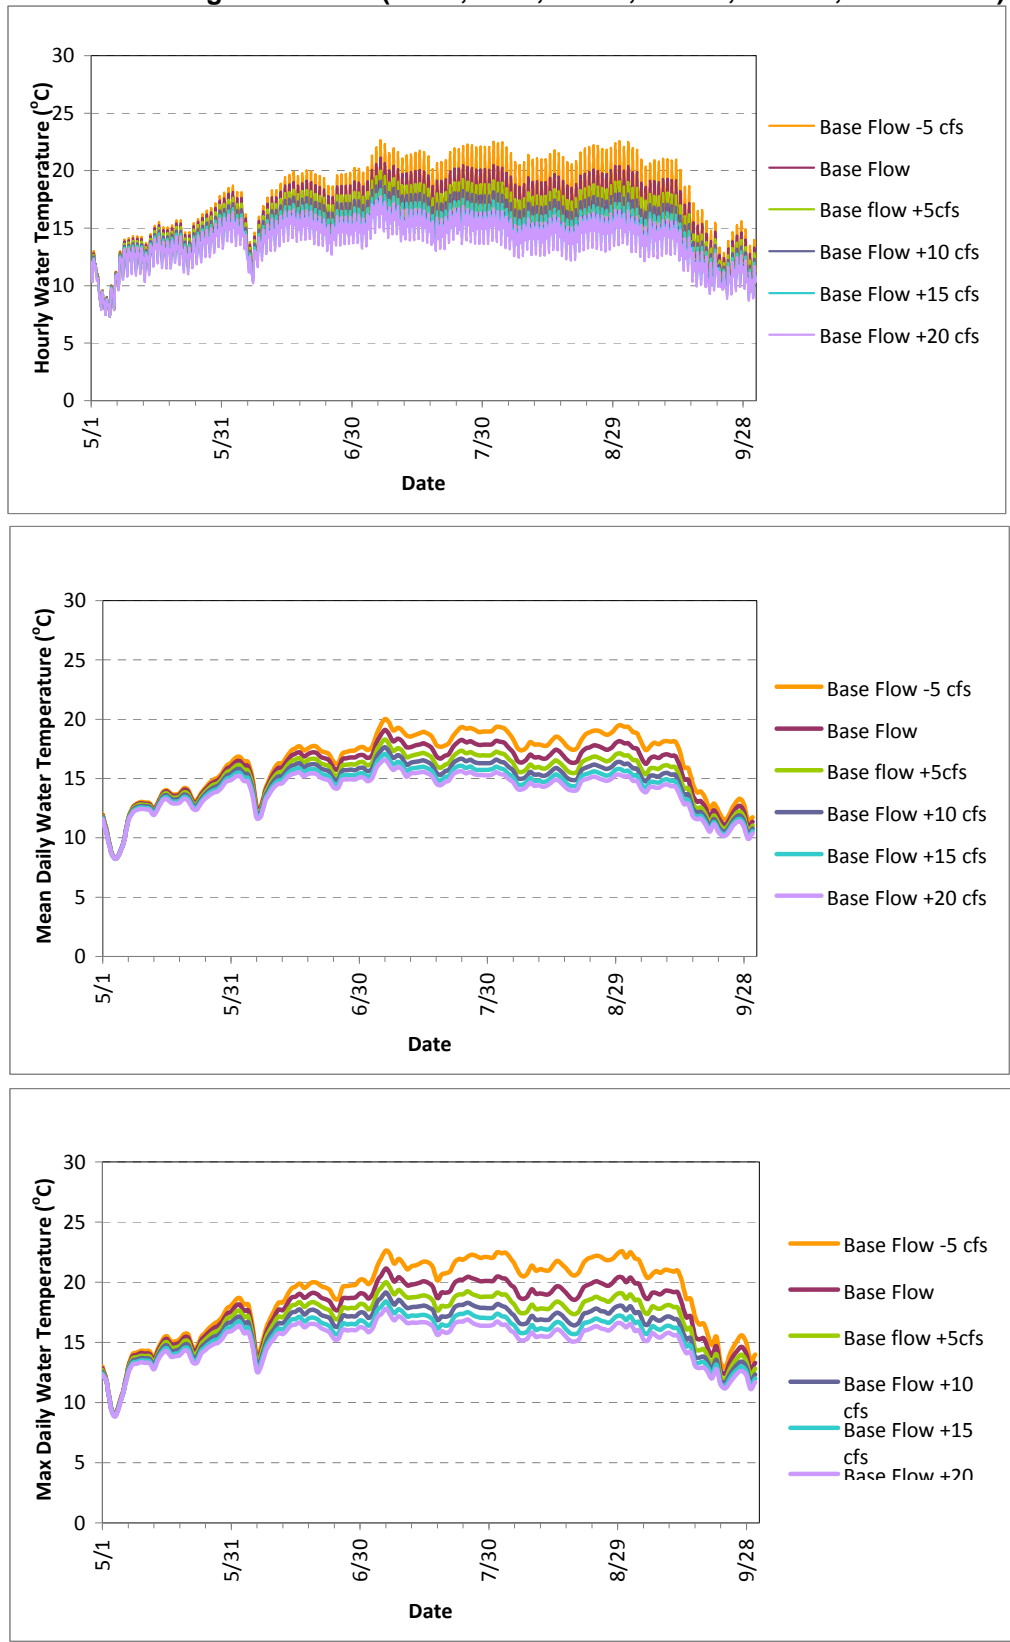 30
25
20
15
10
5
0
Hourly Water Temperature (°C)
5/1
5/31
6/30
7/30
8/29
9/28
Date
Base Flow -5 cfs
Base Flow
Base flow +5cfs
Base Flow +10 cfs
Base Flow +15 cfs
Base Flow +20 cfs
30
25
20
15
10
5
0
Mean Daily Water Temperature (°C)
5/1
5/31
6/30
7/30
8/29
9/28
Date
Base Flow -5 cfs
Base Flow
Base flow +5cfs
Base Flow +10 cfs
Base Flow +15 cfs
Base Flow +20 cfs
30
25
20
15
10
5
0
Max Daily Water Temperature (°C)
5/1
5/31
6/30
7/30
8/29
9/28
Date
Base Flow -5 cfs
Base Flow
Base flow +5cfs
Base Flow +10
cfs
Base Flow +15
cfs
Base Flow +20